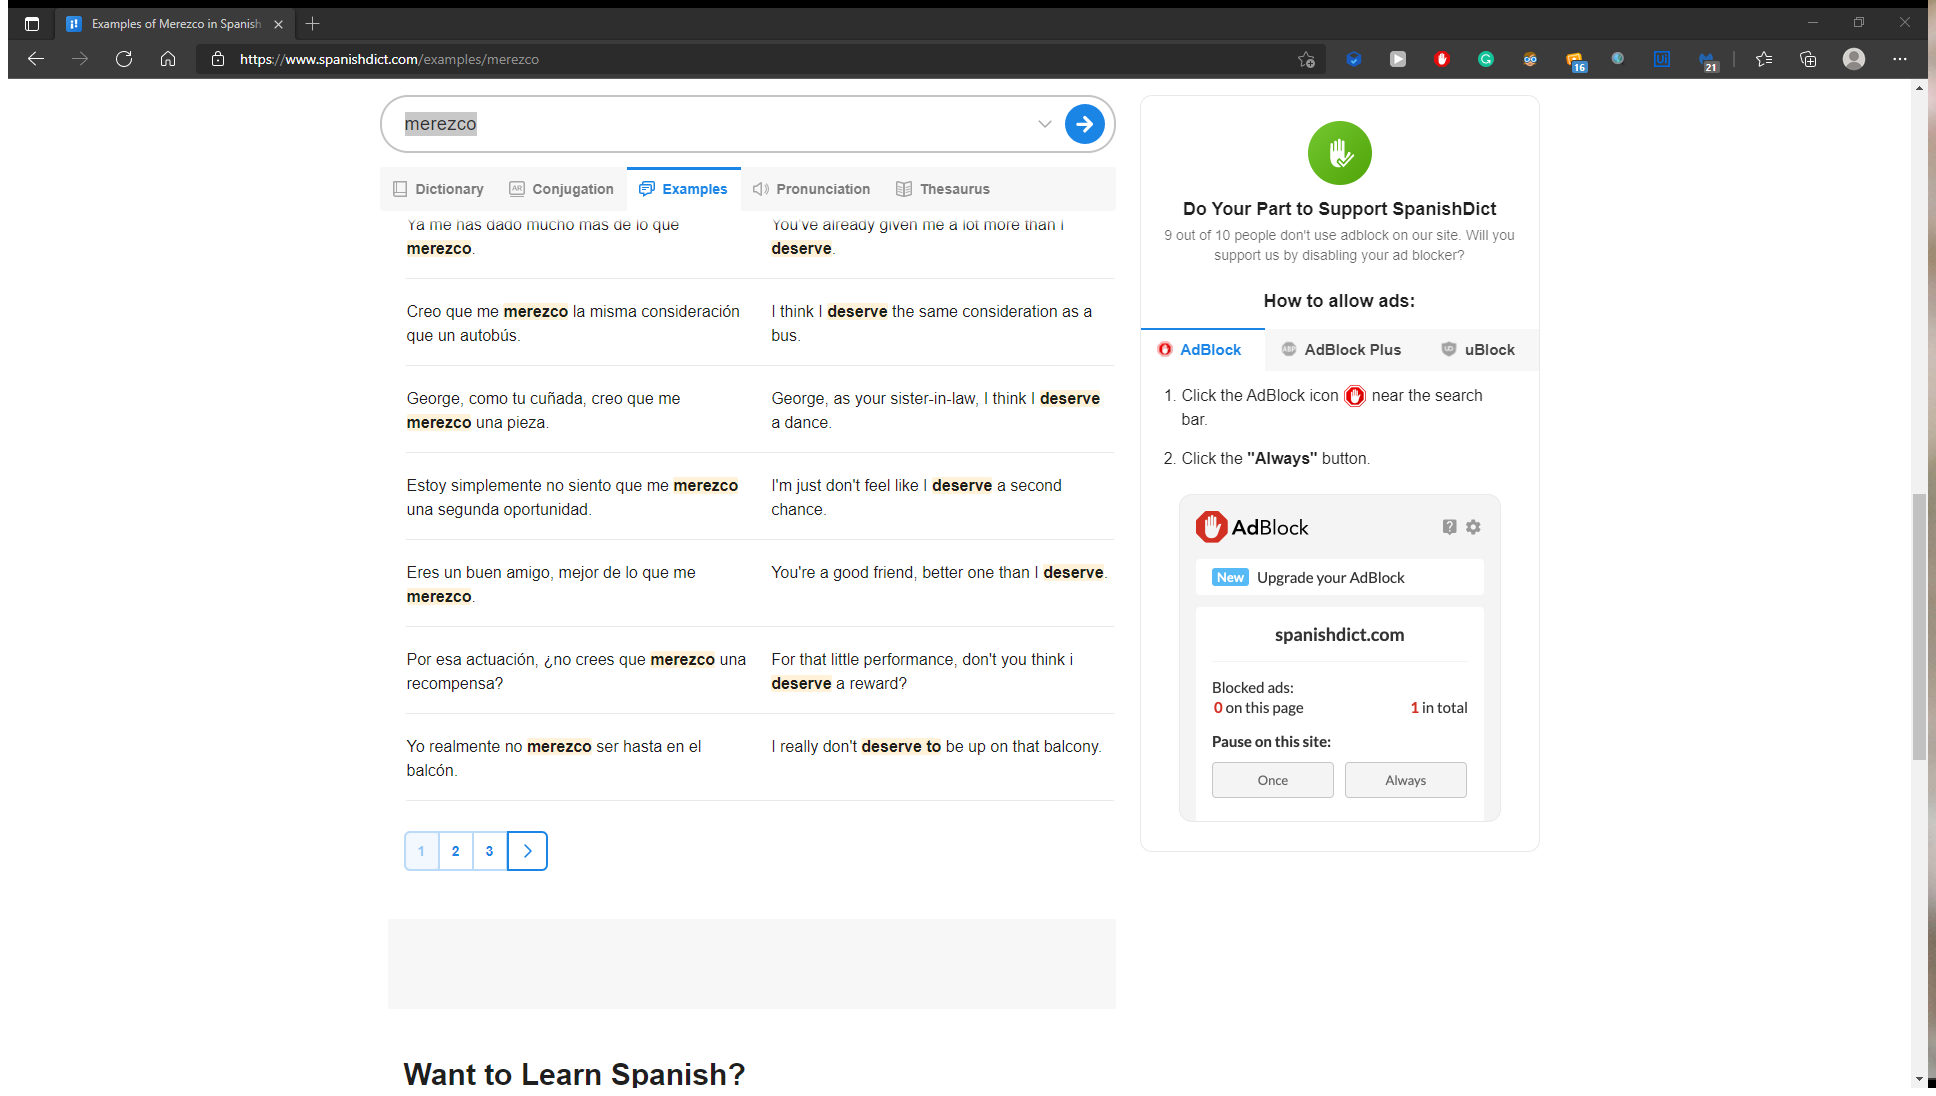 Examples of Merezco in Spanish
https://www.spanishdict.com/examples/merezco
16
21
merezco
Dictionary
Conjugation
Examples
Pronunciation
Thesaurus
Ya me has dado mucho más de lo que
merezco.
You've already given me a lot more than I
deserve.
Creo que me merezco la misma consideración
que un autobús.
I think I deserve the same consideration as a
bus.
George, como tu cuñada, creo que me
merezco una pieza.
George, as your sister-in-law, I think I deserve
a dance.
Estoy simplemente no siento que me merezco
una segunda oportunidad.
I'm just don't feel like I deserve a second
chance.
Eres un buen amigo, mejor de lo que me
merezco.
You're a good friend, better one than I deserve.
Por esa actuación, ¿no crees que merezco una
recompensa?
For that little performance, don't you think i
deserve a reward?
Yo realmente no merezco ser hasta en el
balcón.
I really don't deserve to be up on that balcony.
1 2 3
Want to Learn Spanish?
Do Your Part to Support SpanishDict
9 out of 10 people don't use adblock on our site. Will you
support us by disabling your ad blocker?
How to allow ads:
AdBlock
AdBlock Plus
uBlock
1. Click the AdBlock icon near the search
bar.
2. Click the "Always" button.
AdBlock
New Upgrade your AdBlock
spanishdict.com
Blocked ads:
0 on this page
1 in total
Pause on this site:
Once
Always